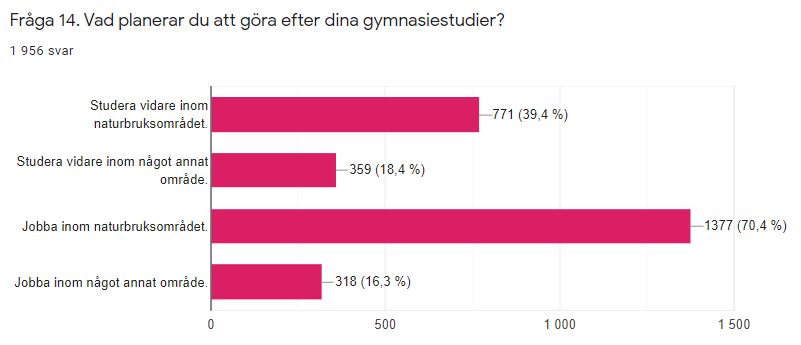 Fråga 14. Vad planerar du att göra efter dina gymnasiestudier?
1 956 svar
Studera vidare inom
naturbruksområdet.
771 (39,4 %)
Studera vidare inom något annat
område.
359 (18,4 %)
Jobba inom naturbruksområdet.
1377 (70,4 %)
Jobba inom något annat område.
318 (16,3 %)
0
500
1 000
1 500